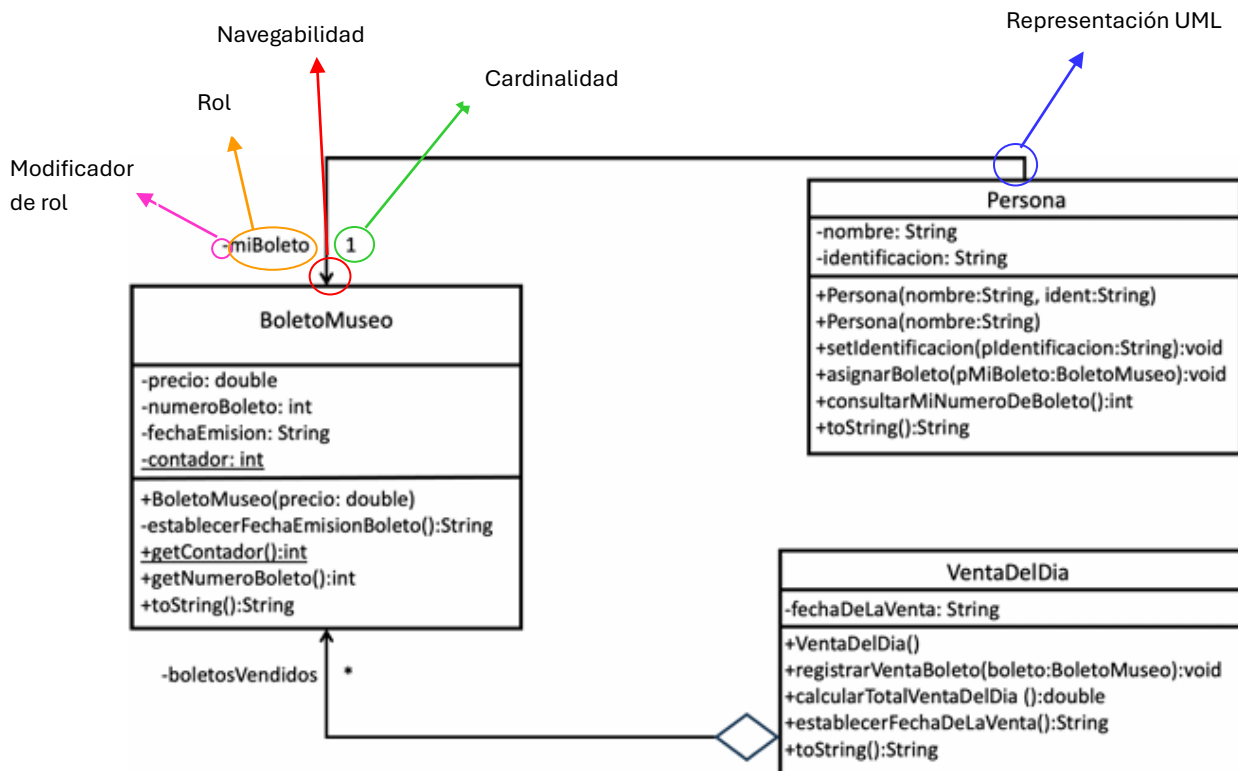 Representación UML
Navegabilidad
Cardinalidad
Rol
Modificador
de rol
-miBoleto
1
Persona
-nombre: String
-identificacion: String
+Persona(nombre:String, ident:String)
+Persona(nombre:String)
+setIdentificacion(pIdentificacion:String):void
+asignarBoleto(pMiBoleto:BoletoMuseo):void
+consultarMiNumeroDeBoleto():int
+toString():String
BoletoMuseo
-precio: double
-numeroBoleto: int
-fechaEmision: String
-contador: int
+BoletoMuseo(precio: double)
-establecerFechaEmisionBoleto():String
+getContador():int
+getNumeroBoleto():int
+toString():String
-boletosVendidos
*
VentaDelDia
-fechaDeLaVenta: String
+VentaDelDia()
+registrarVentaBoleto(boleto:BoletoMuseo):void
+calcularTotalVentaDelDia ():double
+establecerFechaDeLaVenta():String
+toString():String